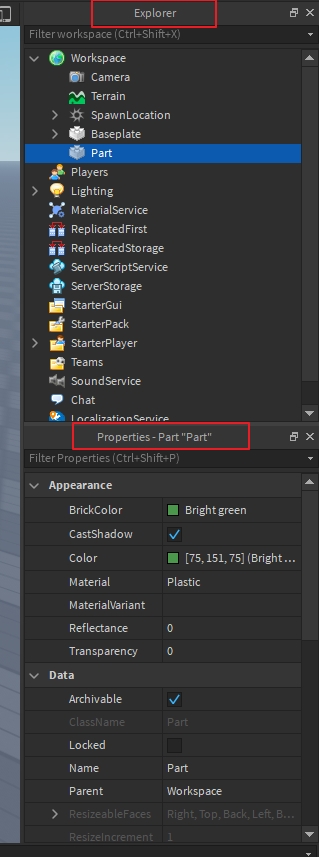 Explorer
Filter workspace (Ctrl+Shift+X)
Workspace
Camera
Terrain
SpawnLocation
Baseplate
Part
Players
Lighting
MaterialService
ReplicatedFirst
ReplicatedStorage
ServerScriptService
ServerStorage
StarterGui
StarterPack
StarterPlayer
Teams
SoundService
Chat
LocalizationService
Properties - Part "Part"
Filter Properties (Ctrl+Shift+P)
Appearance
BrickColor Bright green
CastShadow
Color [75, 151, 75] (Bright ...
Material Plastic
MaterialVariant
Reflectance 0
Transparency 0
Data
Archivable
ClassName Part
Locked
Name Part
Parent Workspace
ResizeableFaces Right, Top, Back, Left, B...
ResizeIncrement 1